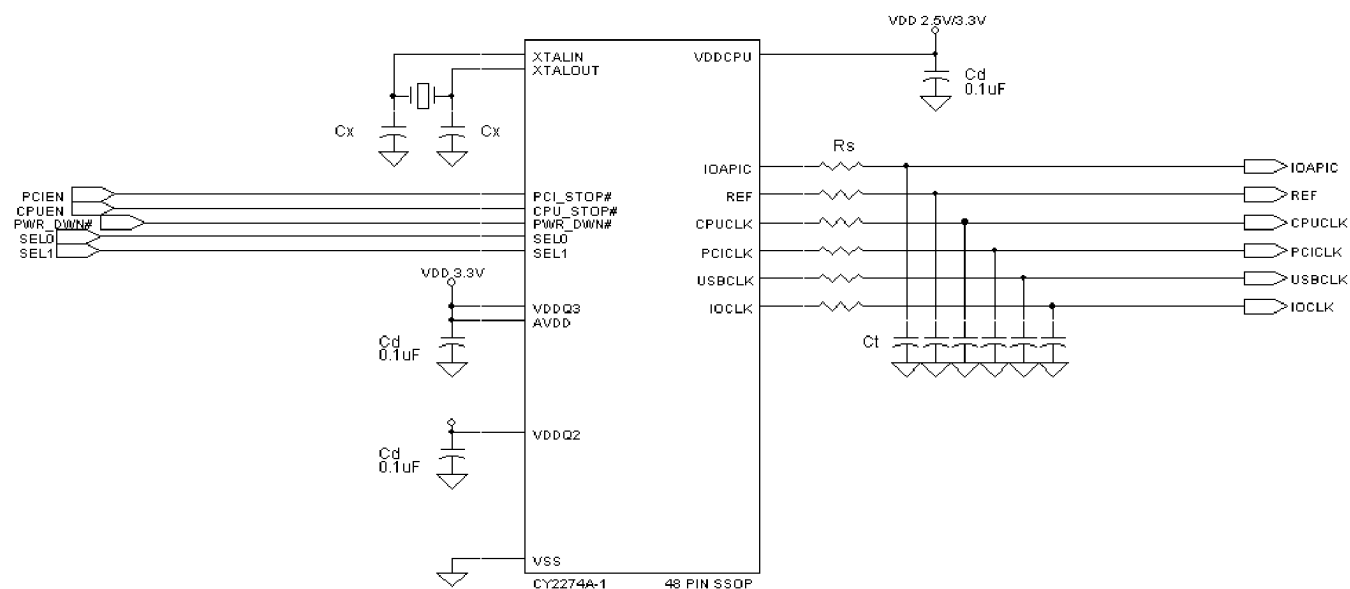 VDD 2.5V/3.3V
XTALIN
XTALOUT
VDDCPU
Cd
0.1uF
Cx
Cx
Rs
IOAPIC
IOAPIC
PCIEN
PCI_STOP#
REF
REF
CPUEN
CPU_STOP#
PWR_DWN#
PWR_DWN#
CPUCLK
CPUCLK
SEL0
SEL0
SEL1
SEL1
PCICLK
PCICLK
VDD 3.3V
USBCLK
USBCLK
VDDQ3
IOCLK
IOCLK
AVDD
Cd
0.1uF
Ct
VDDQ2
Cd
0.1uF
VSS
CY2274A-1
48 PIN SSOP